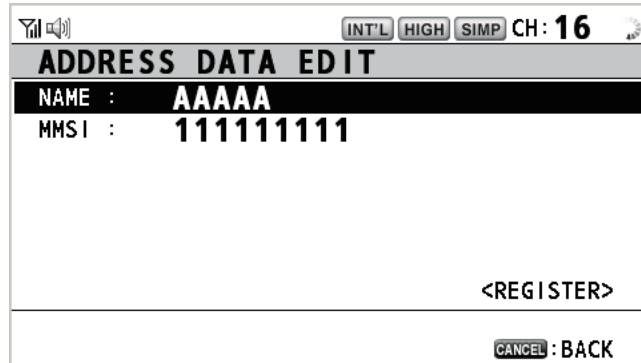 INT'L HIGH SIMP CH: 16
ADDRESS DATA EDIT
NAME : AAAAA
MMSI : 111111111
<REGISTER>
CANCEL : BACK